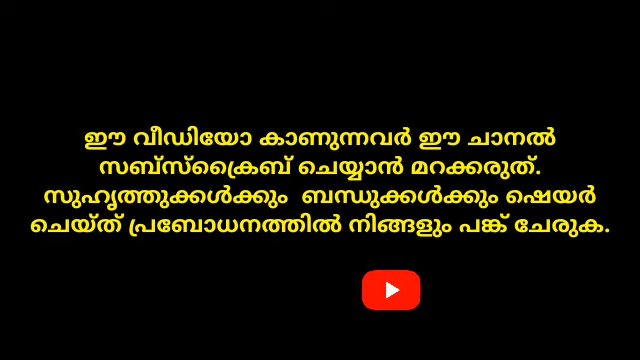 ഈ വീഡിയോ കാണുന്നവർ ഈ ചാനൽ
സബ്സ്ക്രൈബ് ചെയ്യാൻ മറക്കരുത്.
സുഹൃത്തുക്കൾക്കും ബന്ധുക്കൾക്കും ഷെയർ
ചെയ്ത് പ്രബോധനത്തിൽ നിങ്ങളും പങ്ക് ചേരുക.